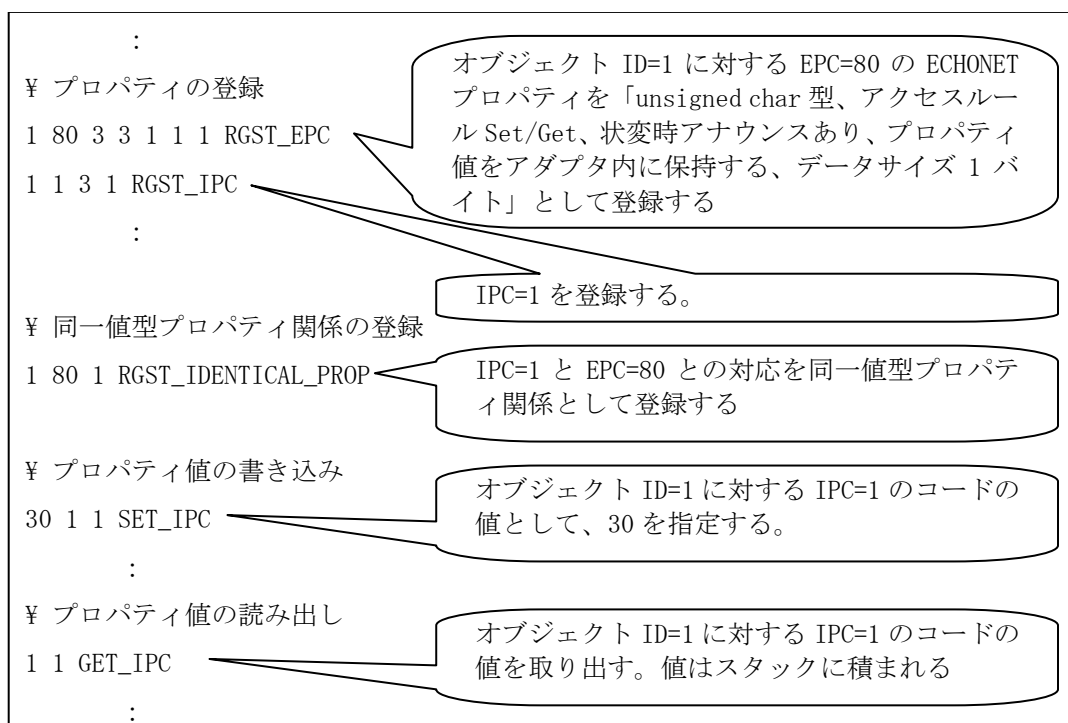 :
¥ プロパティの登録
1 80 3 3 1 1 1 RGST_EPC
1 1 3 1 RGST_IPC
:
オブジェクト ID=1 に対する EPC=80 の ECHONET
プロパティを「unsigned char 型、アクセスルー
ル Set/Get、状変時アナウンスあり、プロパティ
値をアダプタ内に保持する、データサイズ 1 バ
イト」として登録する
IPC=1 を登録する。
¥ 同一値型プロパティ関係の登録
1 80 1 RGST_IDENTICAL_PROP
IPC=1 と EPC=80 との対応を同一値型プロパテ
ィ関係として登録する
¥ プロパティ値の書き込み
30 1 1 SET_IPC
:
オブジェクト ID=1 に対する IPC=1 のコードの
値として、30 を指定する。
¥ プロパティ値の読み出し
1 1 GET_IPC
:
オブジェクト ID=1 に対する IPC=1 のコードの
値を取り出す。値はスタックに積まれる